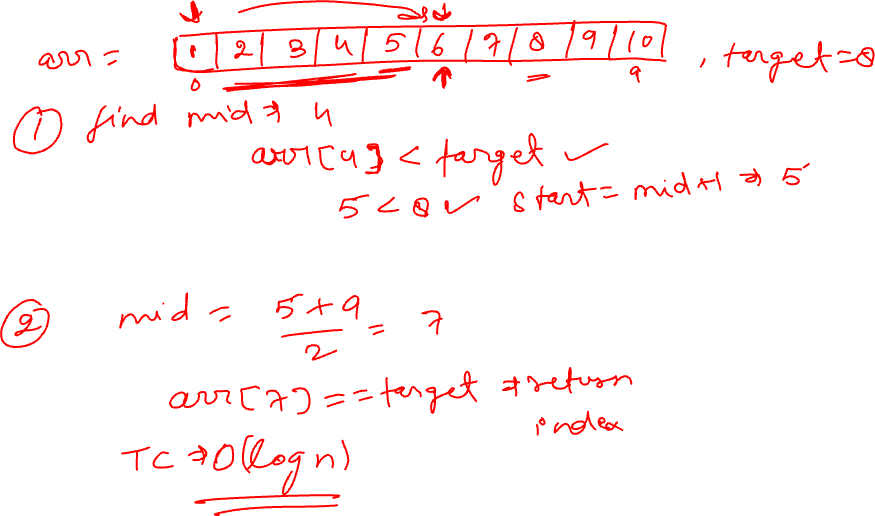 arr = 1 2 3 4 5 6 7 8 9 10 , target=8
0 9
① find mid ⇒ 4
arr[4] < target ✓
5 < 8 ✓ start = mid+1 ⇒ 5
② mid = 5+9/2 = 7
arr[7] == target ⇒ return
index
TC ⇒ O(log n)